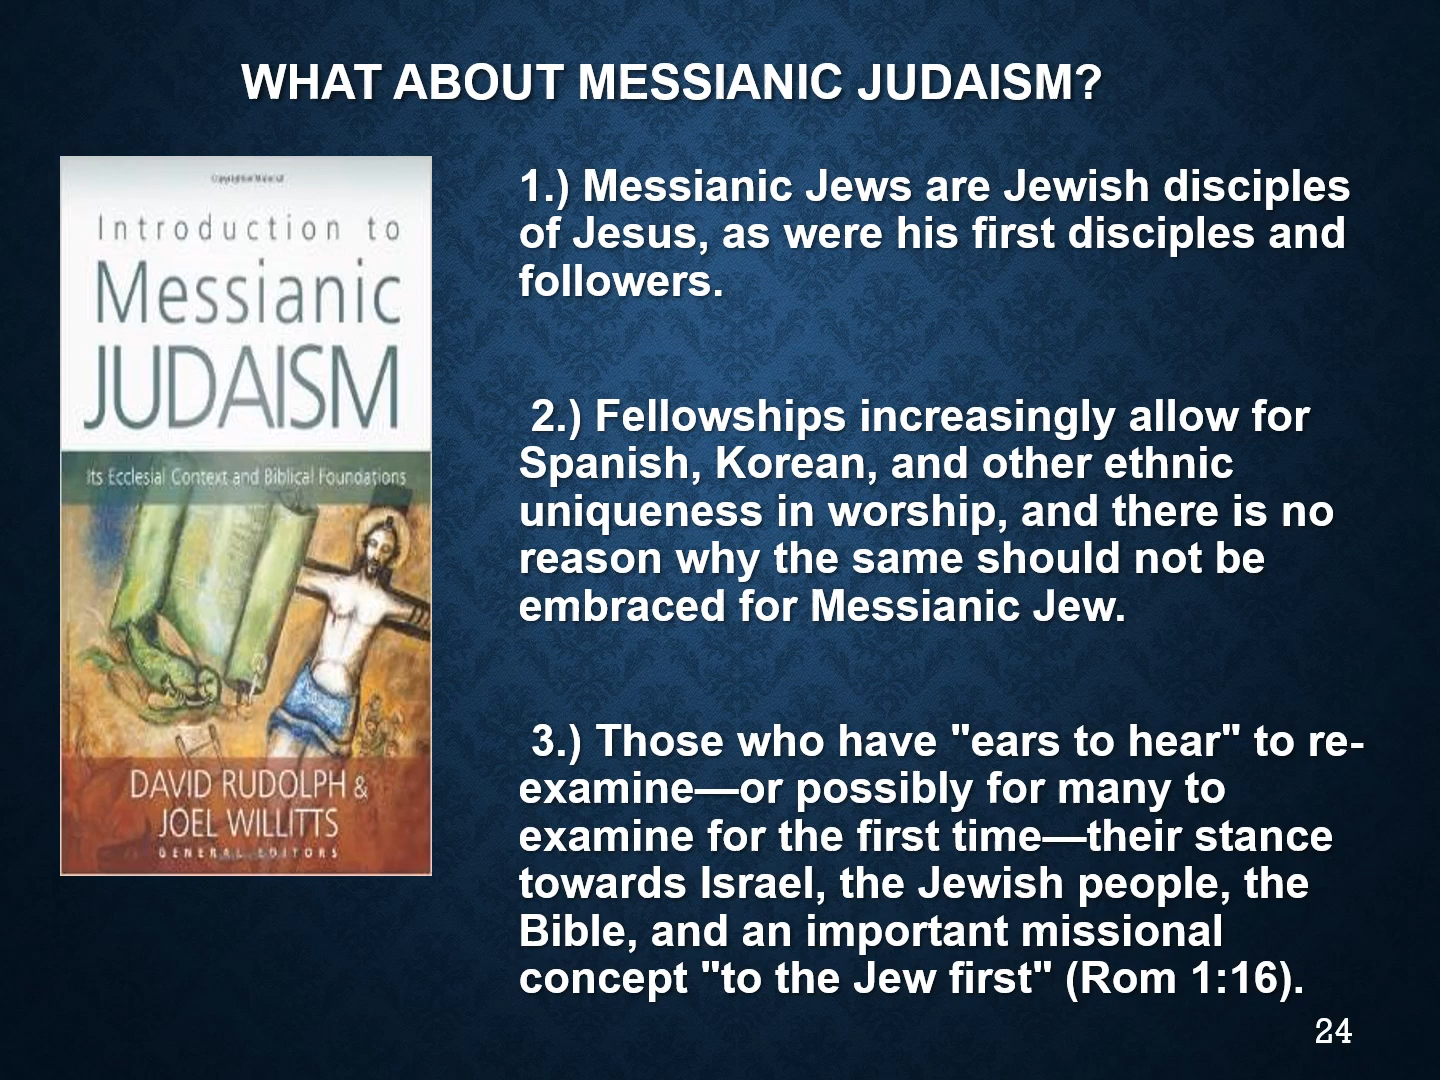 WHAT ABOUT MESSIANIC JUDAISM?
Copyrighted Material
Introduction to
Messianic
JUDAISM
Its Ecclesial Context and Biblical Foundations
DAVID RUDOLPH &
JOEL WILLITTS
GENERAL EDITORS
1.) Messianic Jews are Jewish disciples
of Jesus, as were his first disciples and
followers.
2.) Fellowships increasingly allow for
Spanish, Korean, and other ethnic
uniqueness in worship, and there is no
reason why the same should not be
embraced for Messianic Jew.
3.) Those who have "ears to hear" to re-
examine—or possibly for many to
examine for the first time—their stance
towards Israel, the Jewish people, the
Bible, and an important missional
concept "to the Jew first" (Rom 1:16).
24